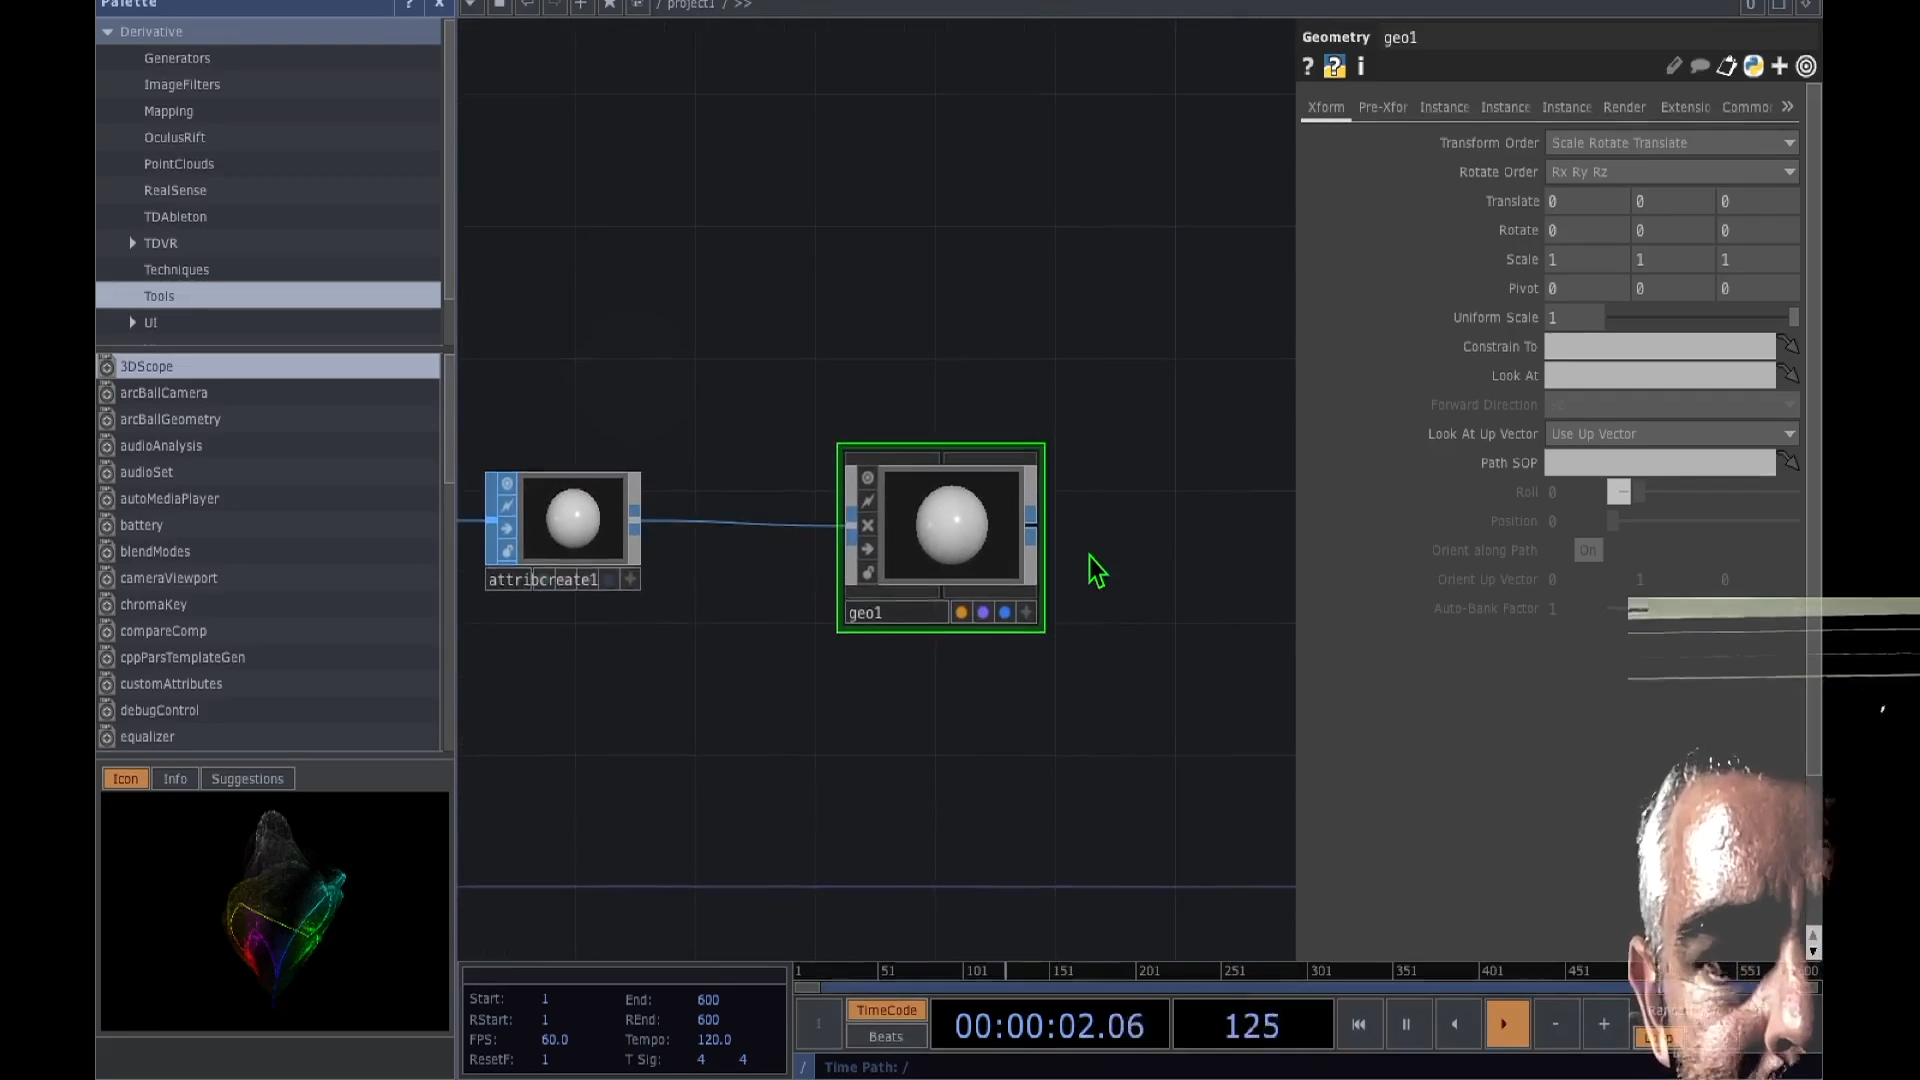 Palette
?
x
/ project1 / >>
Derivative
Generators
ImageFilters
Mapping
OculusRift
PointClouds
RealSense
TDAbleton
TDVR
Techniques
Tools
UI
3DScope
arcBallCamera
arcBallGeometry
audioAnalysis
audioSet
autoMediaPlayer
battery
blendModes
cameraViewport
chromaKey
compareComp
cppParsTemplateGen
customAttributes
debugControl
equalizer
Icon Info Suggestions
attribcreate1
geo1
Geometry geo1
? ? i
Xform Pre-Xfor Instance Instance Instance Render Extensio Commo
Transform Order Scale Rotate Translate
Rotate Order Rx Ry Rz
Translate 0 0 0
Rotate 0 0 0
Scale 1 1 1
Pivot 0 0 0
Uniform Scale 1
Constrain To
Look At
Forward Direction
Look At Up Vector Use Up Vector
Path SOP
Roll 0
Position 0
Orient along Path On
Orient Up Vector 0 1 0
Auto-Bank Factor 1
1 51 101 151 201 251 301 351 401 451 551
Start: 1 End: 600
RStart: 1 REnd: 600
FPS: 60.0 Tempo: 120.0
ResetF: 1 T Sig: 4 4
1
TimeCode
Beats
00:00:02.06
125
- +
/ Time Path: /